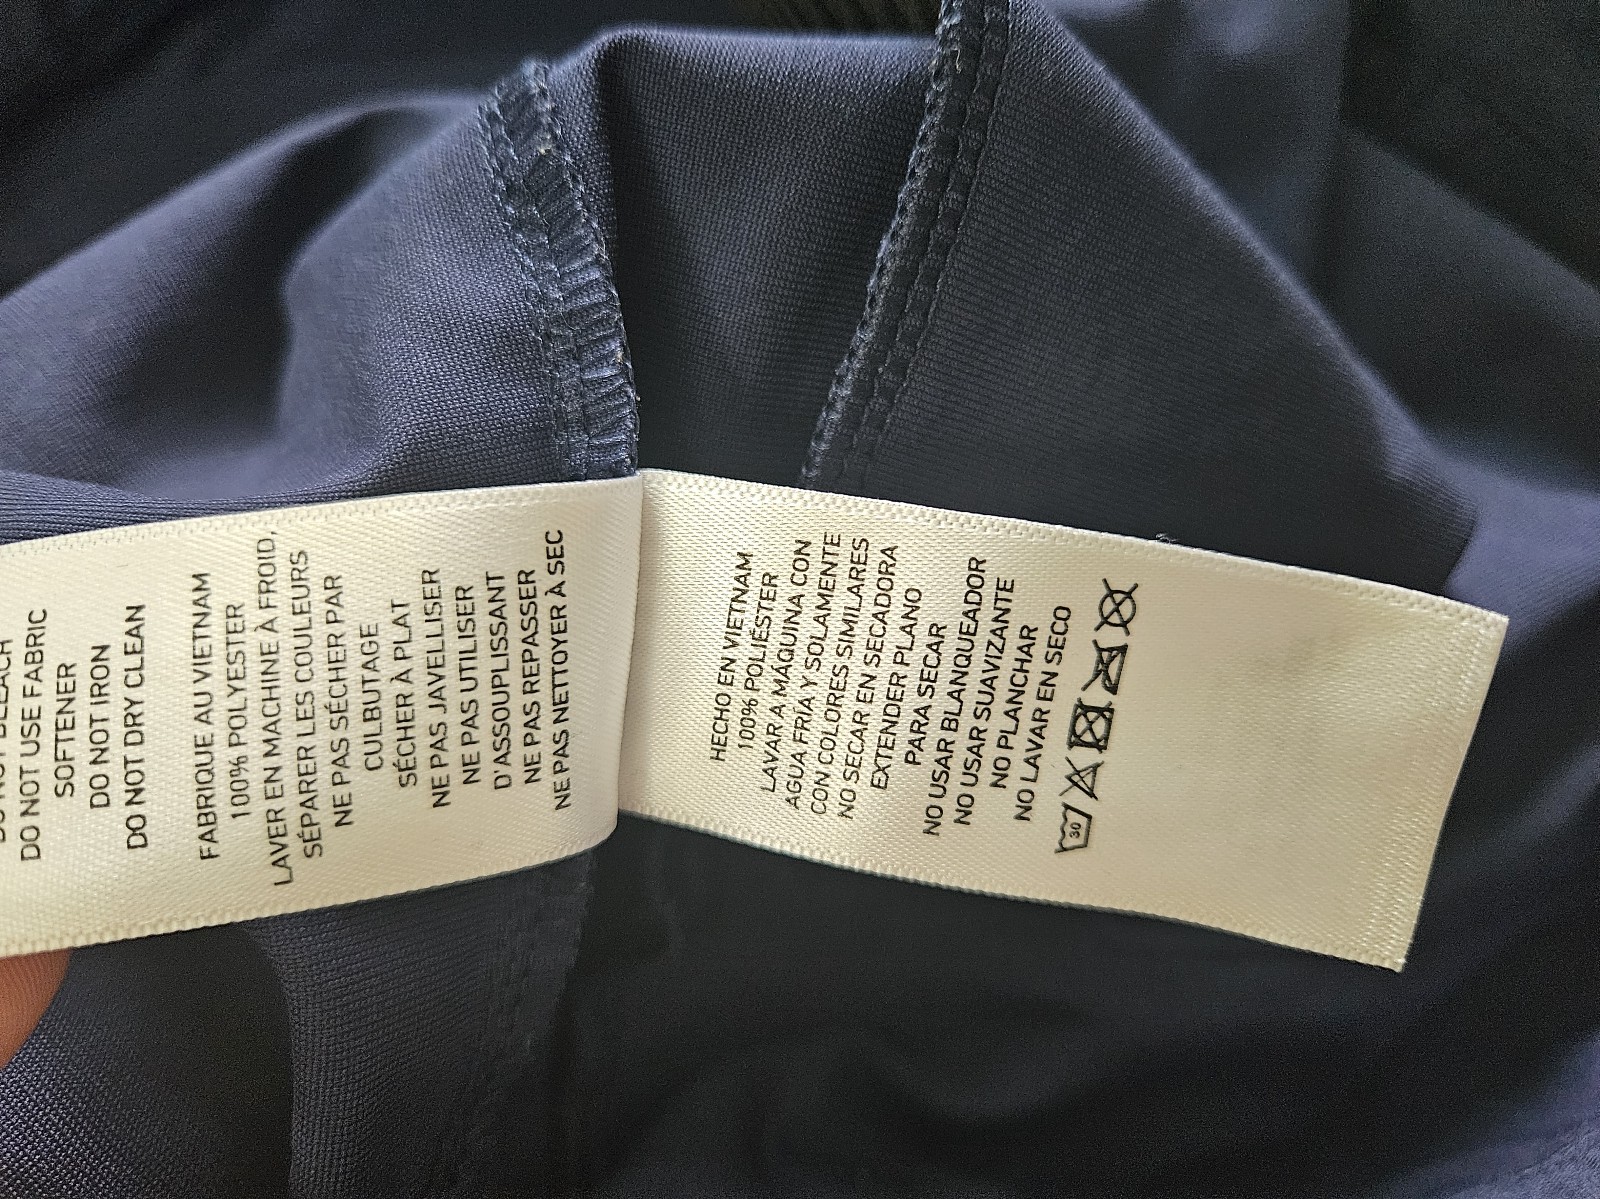 DO NOT BLEACH
DO NOT USE FABRIC
SOFTENER
DO NOT IRON
DO NOT DRY CLEAN
FABRIQUE AU VIETNAM
100% POLYESTER
LAVER EN MACHINE À FROID,
SÉPARER LES COULEURS
NE PAS SÉCHER PAR
CULBUTAGE
SÉCHER À PLAT
NE PAS JAVELLISER
NE PAS UTILISER
D'ASSOUPLISSANT
NE PAS REPASSER
NE PAS NETTOYER À SEC
HECHO EN VIETNAM
100% POLIÉSTER
LAVAR A MÁQUINA CON
AGUA FRÍA Y SOLAMENTE
CON COLORES SIMILARES
NO SECAR EN SECADORA
EXTENDER PLANO
PARA SECAR
NO USAR BLANQUEADOR
NO USAR SUAVIZANTE
NO PLANCHAR
NO LAVAR EN SECO
30